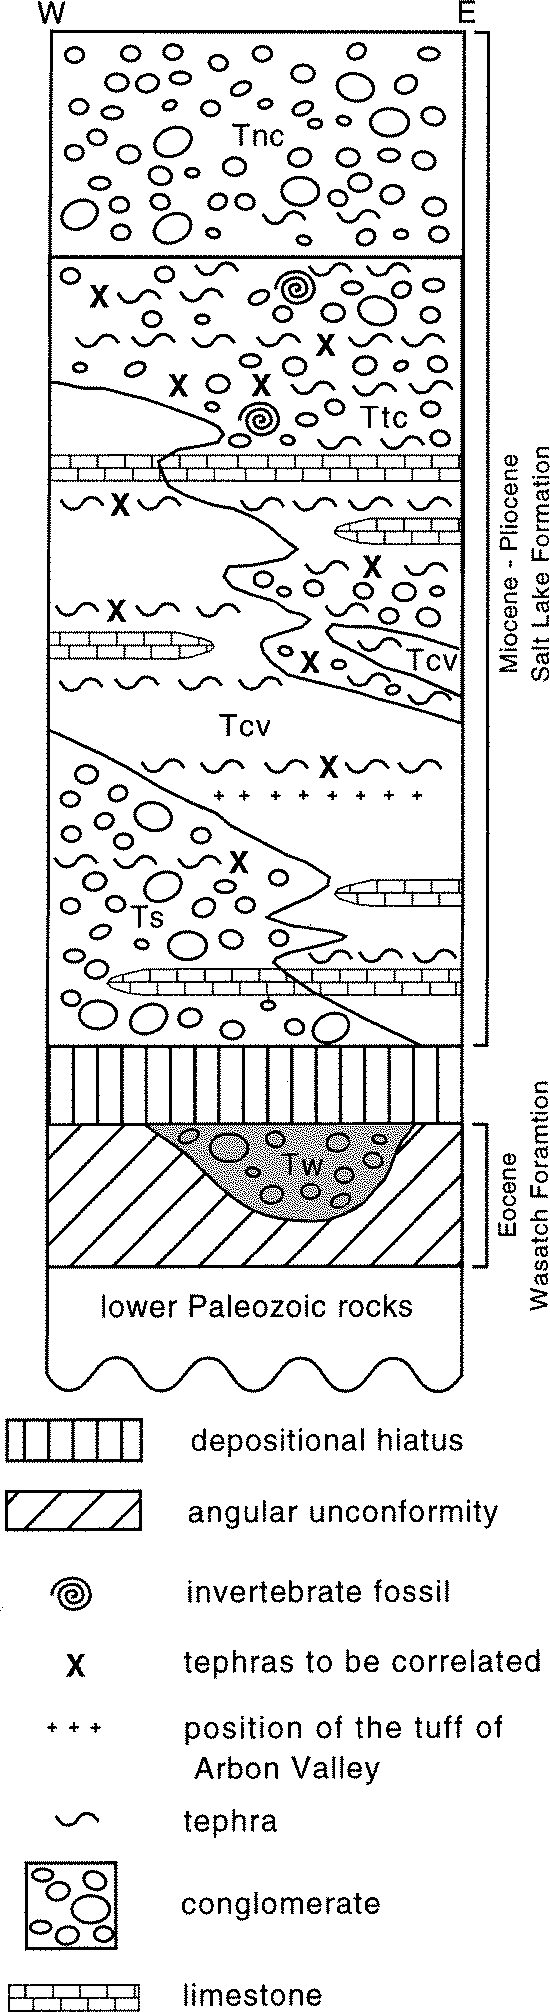 W
E
Tnc
Ttc
Miocene - Pliocene
Salt Lake Formation
Tcv
Tcv
Ts
Tw
Eocene
Wasatch Foramtion
lower Paleozoic rocks
depositional hiatus
angular unconformity
invertebrate fossil
X tephras to be correlated
+ + + position of the tuff of
Arbon Valley
tephra
conglomerate
limestone